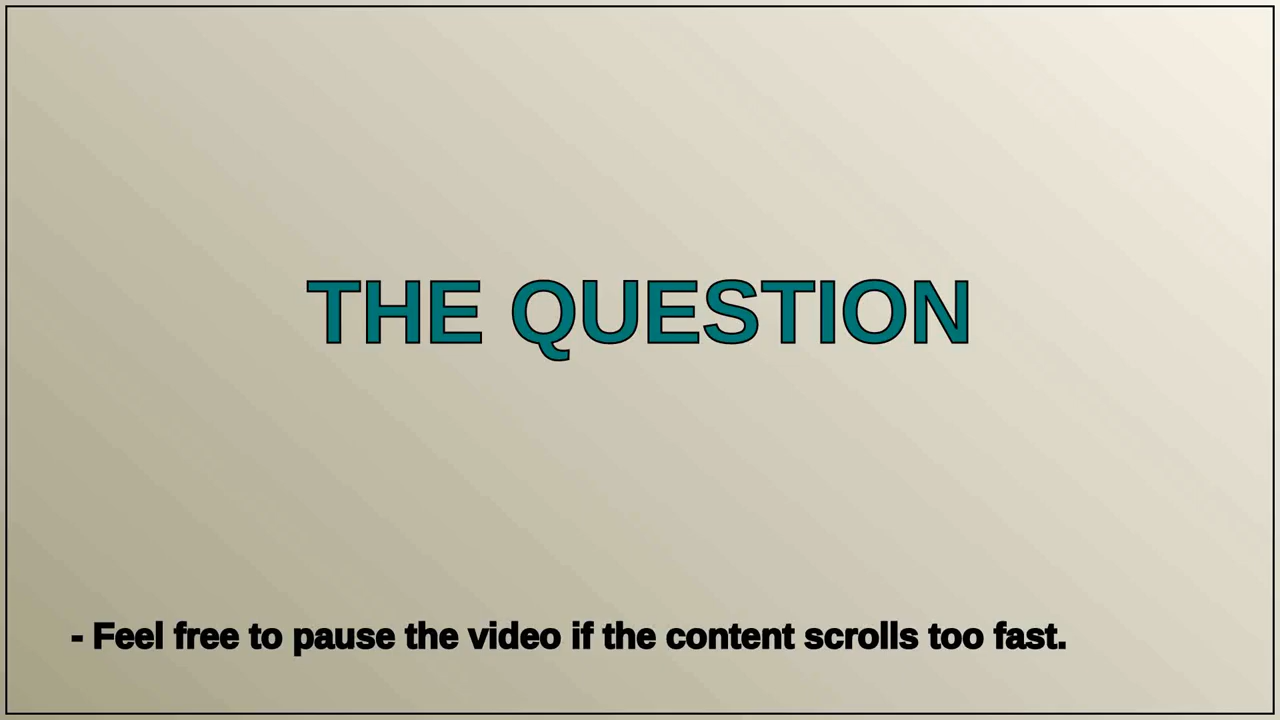 THE QUESTION
- Feel free to pause the video if the content scrolls too fast.